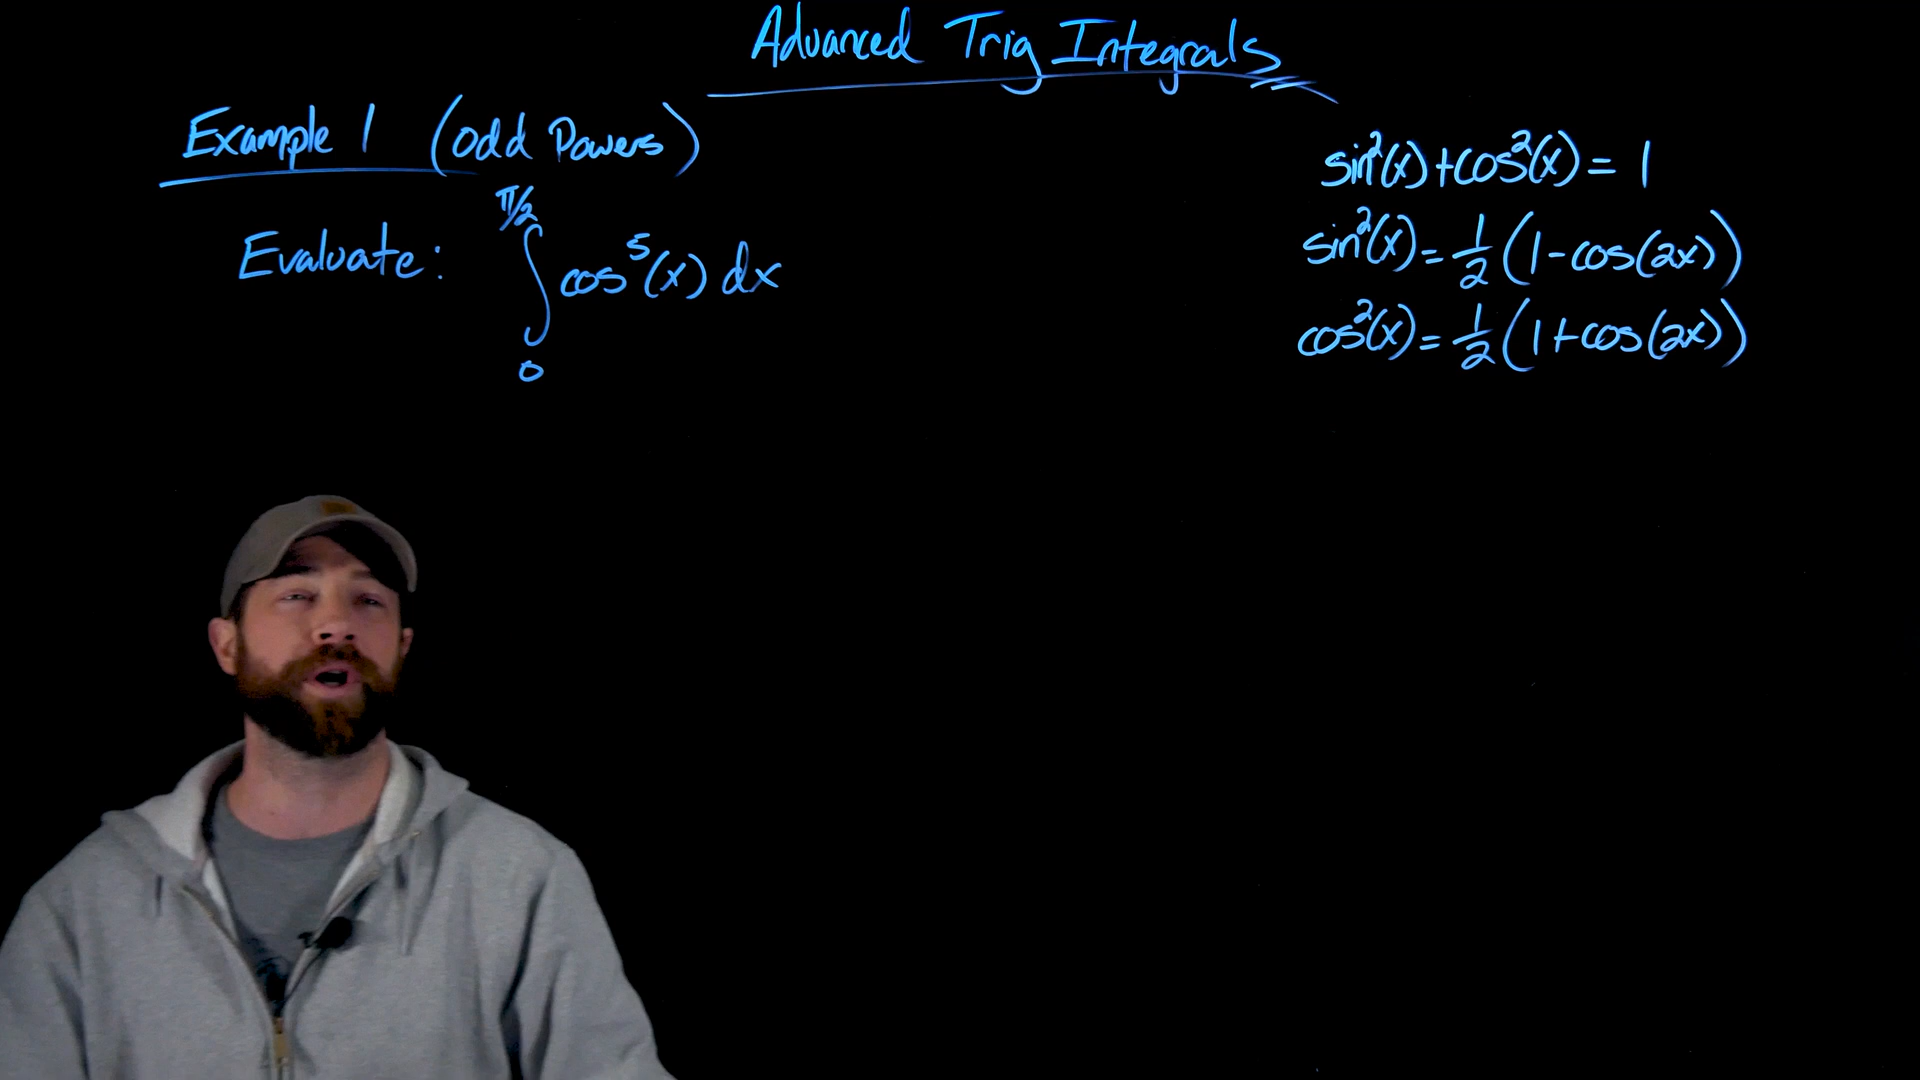 Advanced Trig Integrals
Example 1 (Odd Powers)
Evaluate: ∫₀^{π/2} cos⁵(x) dx
sin²(x)+cos²(x) = 1
sin²(x) = 1/2 (1-cos(2x))
cos²(x) = 1/2 (1+cos(2x))